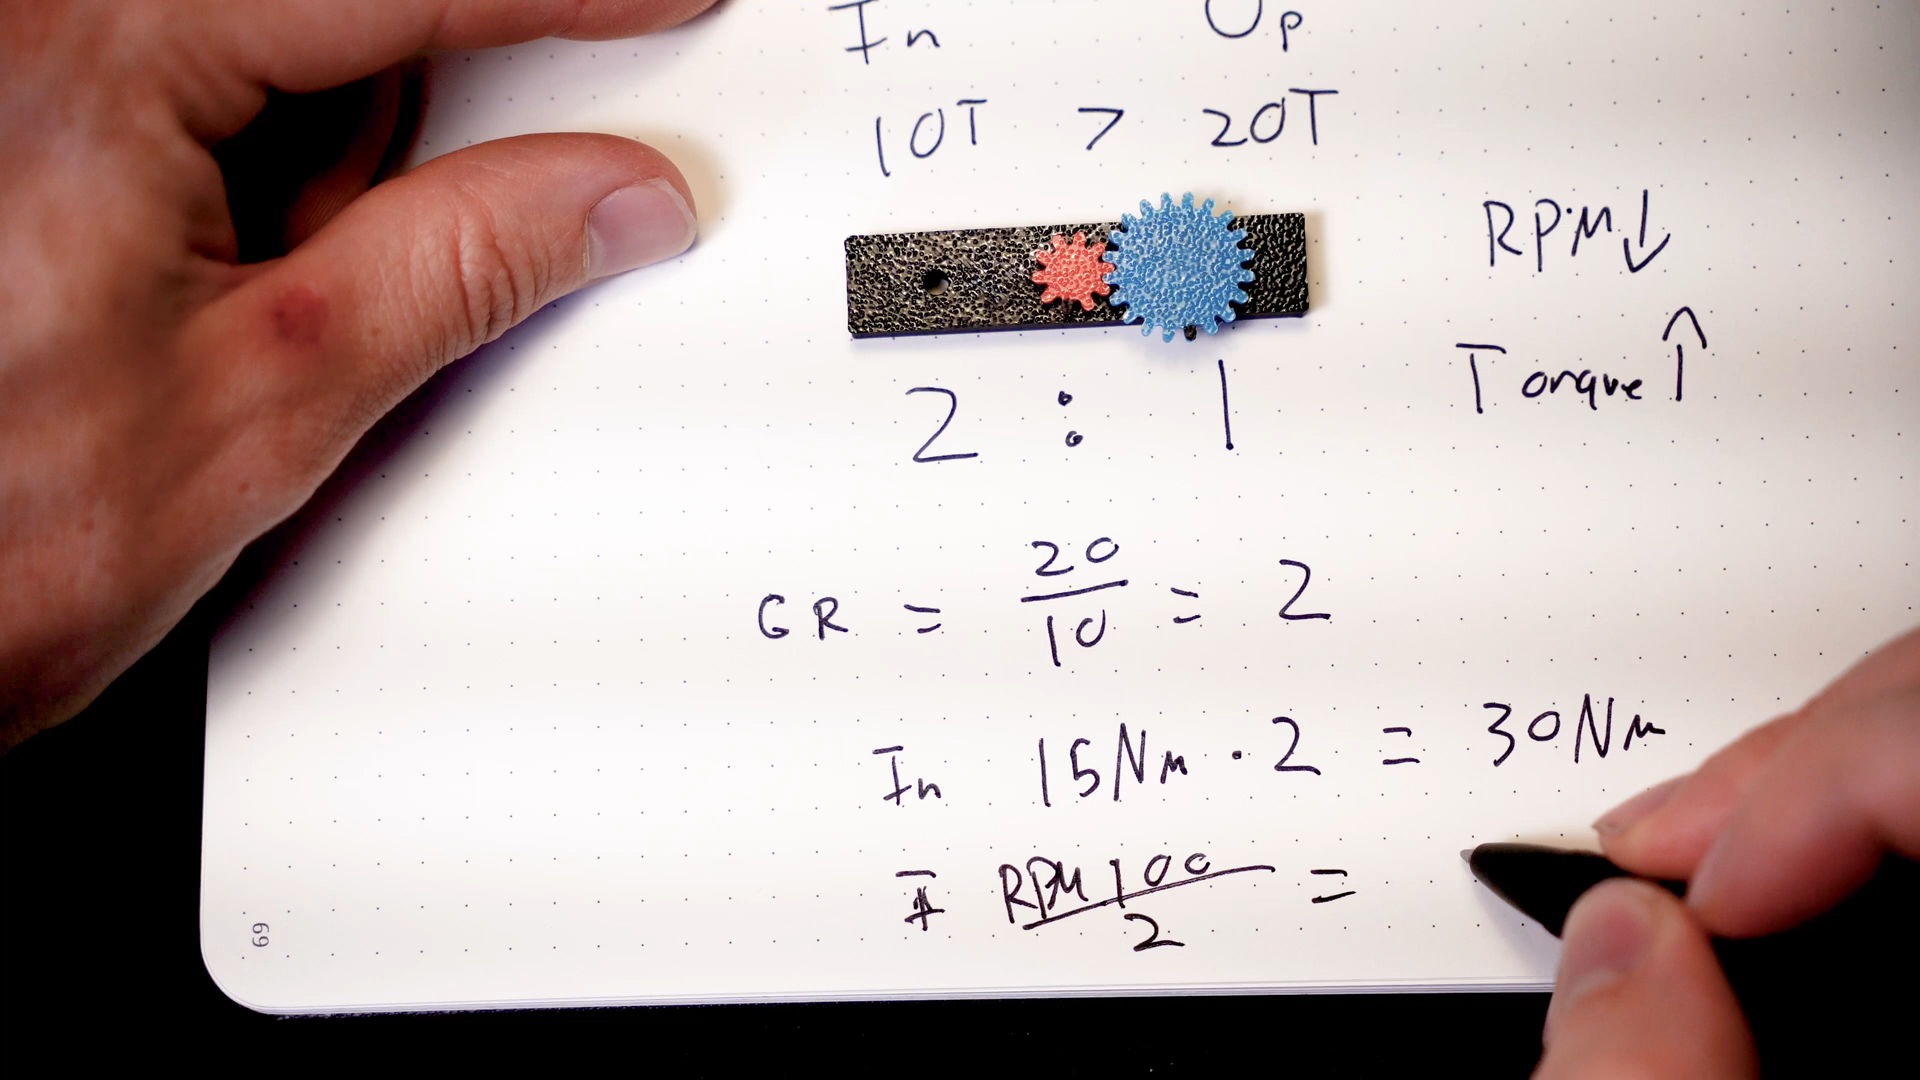 In Op
10T > 20T
RPM↓
Torque↑
2 : 1
GR = 20/10 = 2
In 15Nm · 2 = 30Nm
I RPM 100/2 =
69